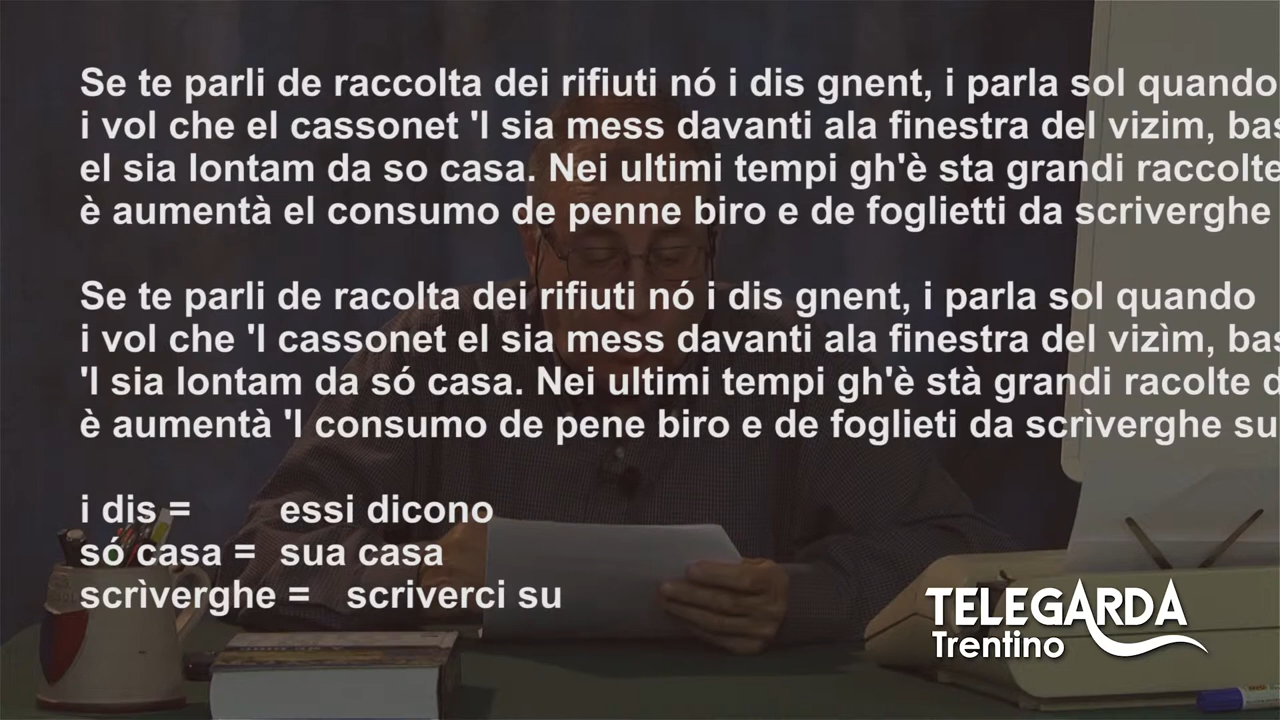 Se te parli de raccolta dei rifiuti nó i dis gnent, i parla sol quando
i vol che el cassonet 'l sia mess davanti ala finestra del vizim,
el sia lontam da so casa. Nei ultimi tempi gh'è sta grandi raccolte
è aumentà el consumo de penne biro e de foglietti da scriverghe
Se te parli de racolta dei rifiuti nó i dis gnent, i parla sol quando
i vol che 'l cassonet el sia mess davanti ala finestra del vizìm,
'l sia lontam da só casa. Nei ultimi tempi gh'è stà grandi racolte
è aumentà 'l consumo de pene biro e de foglieti da scrìverghe su
i dis = essi dicono
só casa = sua casa
scrìverghe = scriverci su
TELEGARDA
Trentino